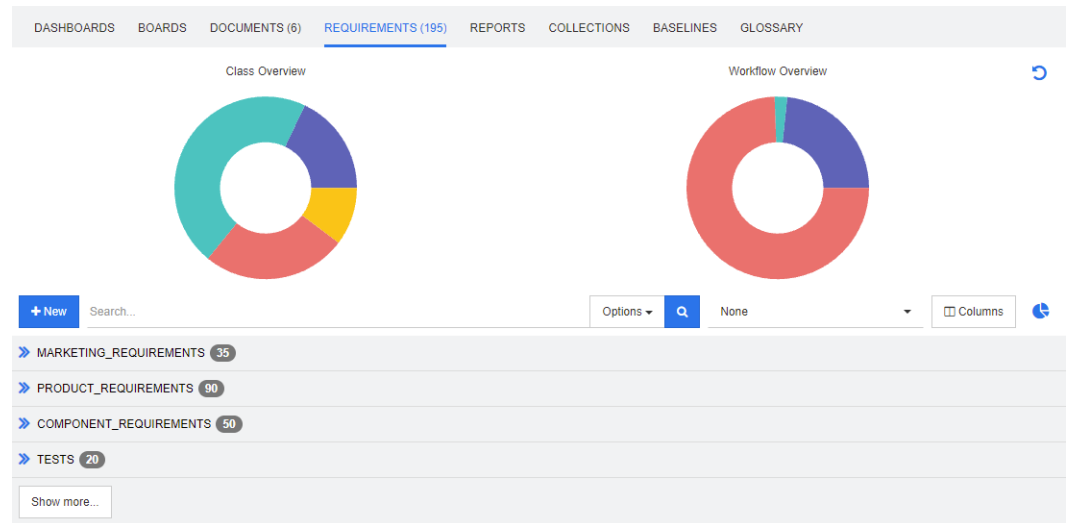 DASHBOARDS BOARDS DOCUMENTS (6) REQUIREMENTS (195) REPORTS COLLECTIONS BASELINES GLOSSARY
Class Overview Workflow Overview
New Search... Options None Columns
MARKETING_REQUIREMENTS 35
PRODUCT_REQUIREMENTS 90
COMPONENT_REQUIREMENTS 50
TESTS 20
Show more...